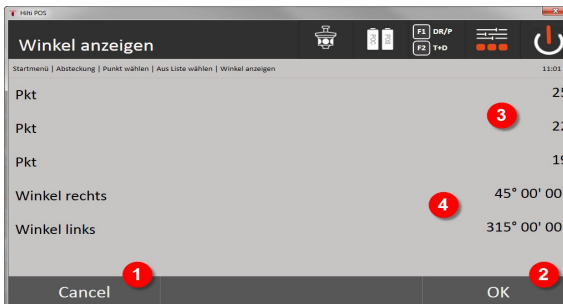 Hilti POS
Winkel anzeigen
POC
POS
F1 DR/P
F2 T+D
Startmenü | Absteckung | Punkt wählen | Aus Liste wählen | Winkel anzeigen
11:01
Pkt 25
3
Pkt 22
Pkt 19
Winkel rechts 45° 00' 00
4
Winkel links 315° 00' 00
1
2
Cancel
OK